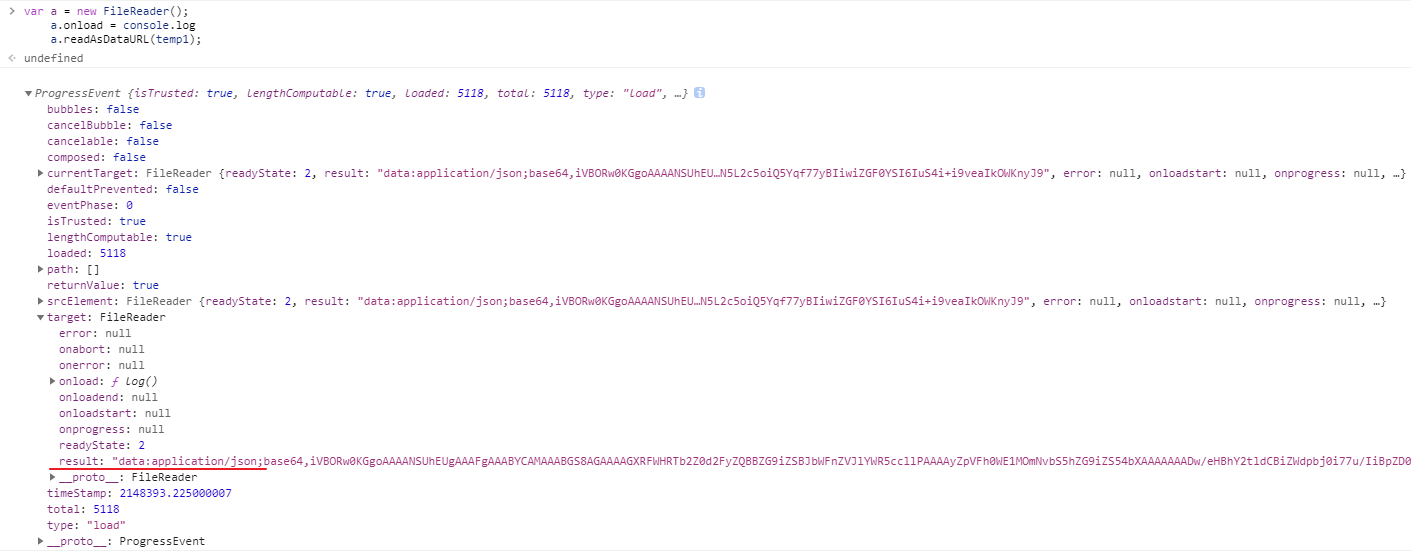 var a = new FileReader();
a.onload = console.log
a.readAsDataURL(temp1);
undefined
ProgressEvent {isTrusted: true, lengthComputable: true, loaded: 5118, total: 5118, type: "load", …}
bubbles: false
cancelBubble: false
cancelable: false
composed: false
currentTarget: FileReader {readyState: 2, result: "data:application/json;base64,iVBORw0KGgoAAAANSUhEU…N5L2c5oiQ5Yqf77yBIiwiZGF0YSI6IuS4i+i9veaIkOWKnyJ9", error: null, onloadstart: null, onprogress: null, …}
defaultPrevented: false
eventPhase: 0
isTrusted: true
lengthComputable: true
loaded: 5118
path: []
returnValue: true
srcElement: FileReader {readyState: 2, result: "data:application/json;base64,iVBORw0KGgoAAAANSUhEU…N5L2c5oiQ5Yqf77yBIiwiZGF0YSI6IuS4i+i9veaIkOWKnyJ9", error: null, onloadstart: null, onprogress: null, …}
target: FileReader
error: null
onabort: null
onerror: null
onload: ƒ log()
onloadend: null
onloadstart: null
onprogress: null
readyState: 2
result: "data:application/json;base64,iVBORw0KGgoAAAANSUhEUgAAAFgAAABYCAMAAABGS8AGAAAAGXRFWHRTb2Z0d2FyZQBBZG9iZSBJbWFnZVJlYWR5ccllPAAAAyZpVFh0WE1MOmNvbS5hZG9iZS54bXAAAAAAADw/eHBhY2tldCBiZWdpbj0i77u/IiBpZD0
__proto__: FileReader
timeStamp: 2148393.225000007
total: 5118
type: "load"
__proto__: ProgressEvent